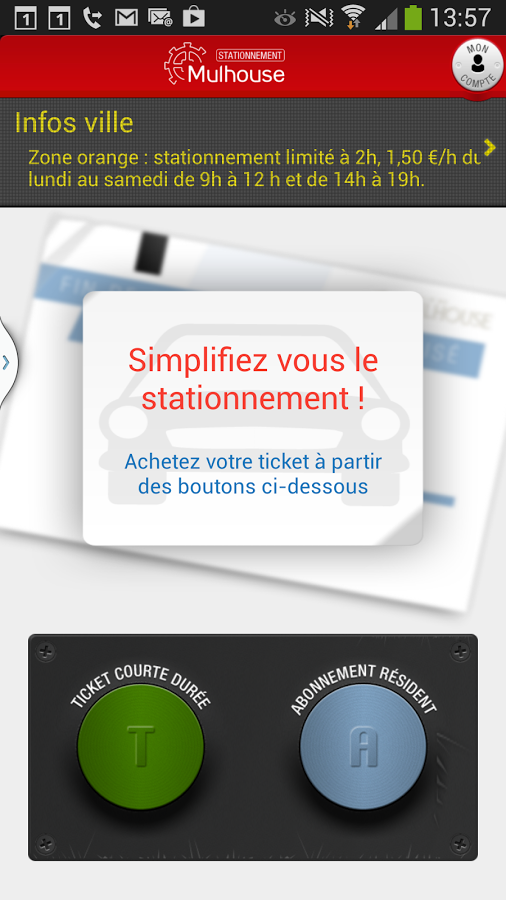 1 1 13:57
STATIONNEMENT
Mulhouse
MON
COMPTE
Infos ville
Zone orange : stationnement limité à 2h, 1,50 €/h du
lundi au samedi de 9h à 12 h et de 14h à 19h.
Simplifiez vous le
stationnement !
Achetez votre ticket à partir
des boutons ci-dessous
TICKET COURTE DURÉE
T
ABONNEMENT RÉSIDENT
A